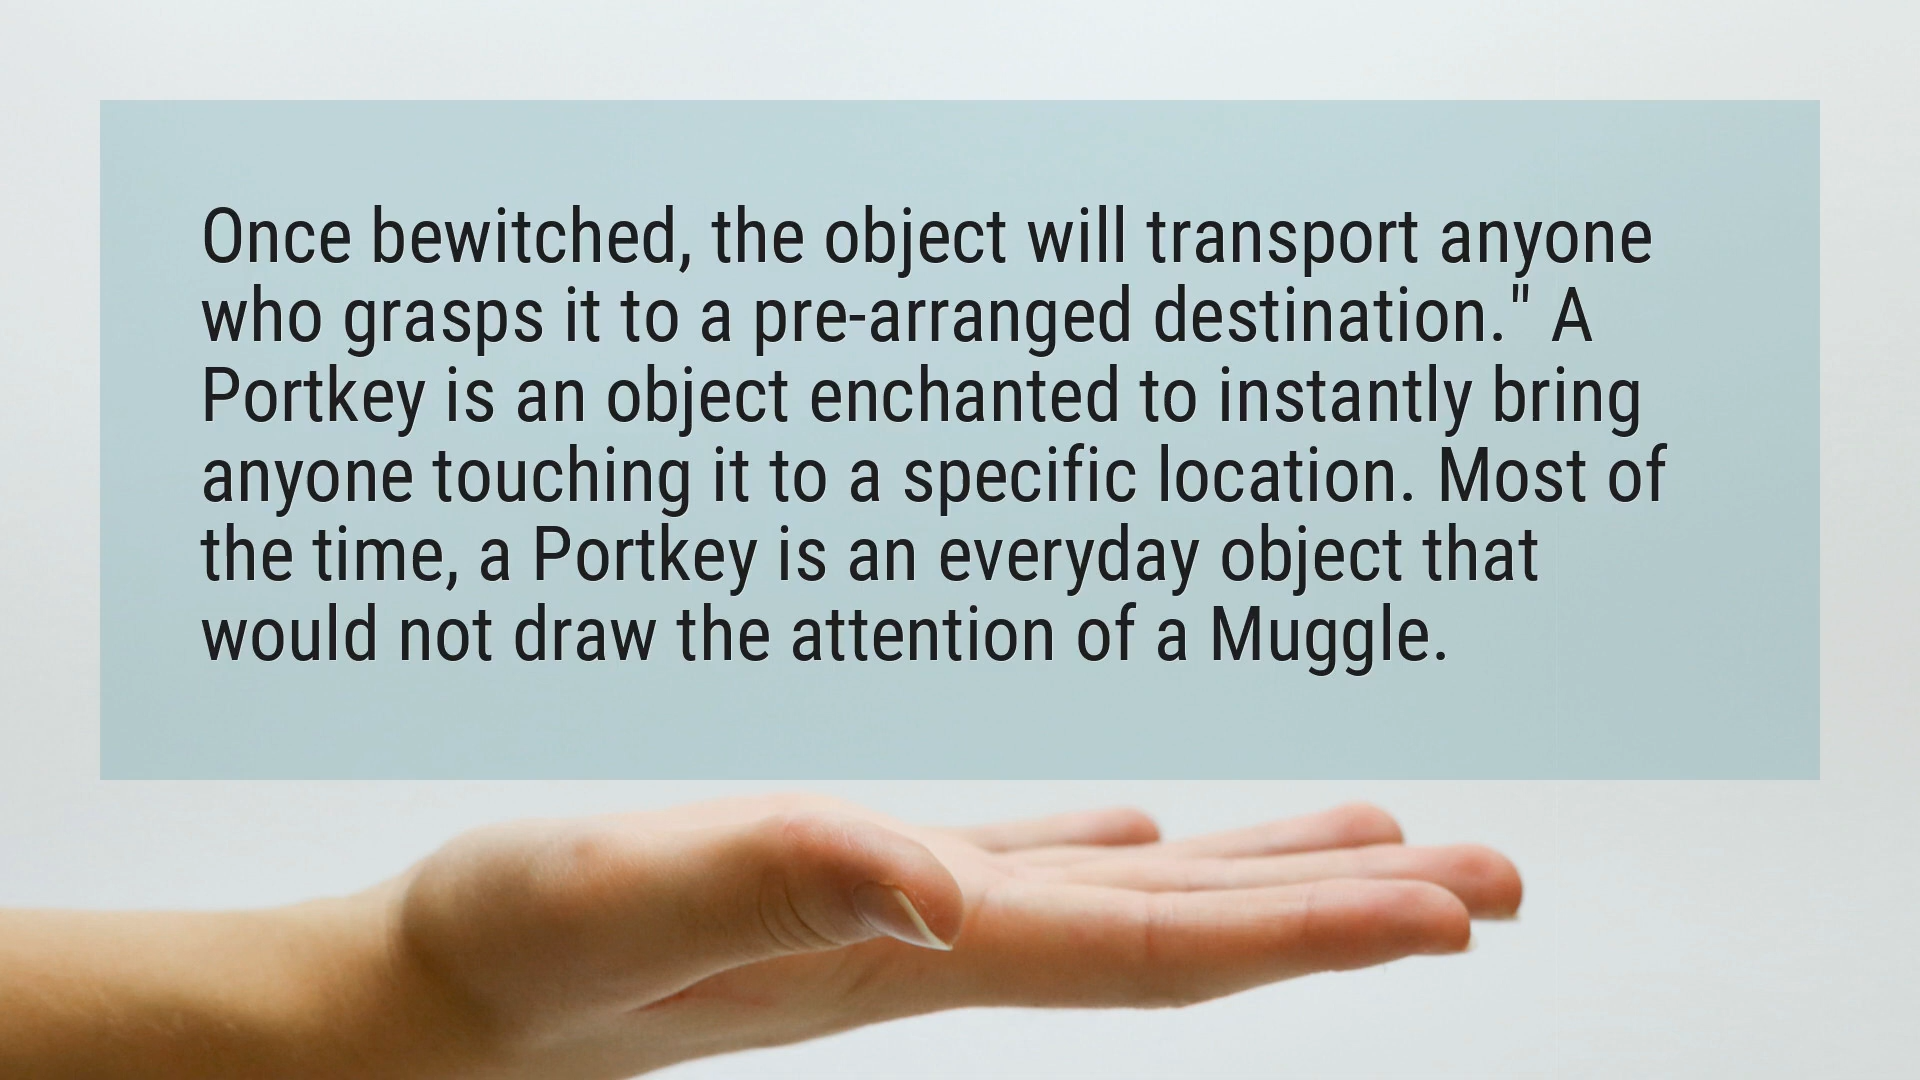 Once bewitched, the object will transport anyone
who grasps it to a pre-arranged destination." A
Portkey is an object enchanted to instantly bring
anyone touching it to a specific location. Most of
the time, a Portkey is an everyday object that
would not draw the attention of a Muggle.